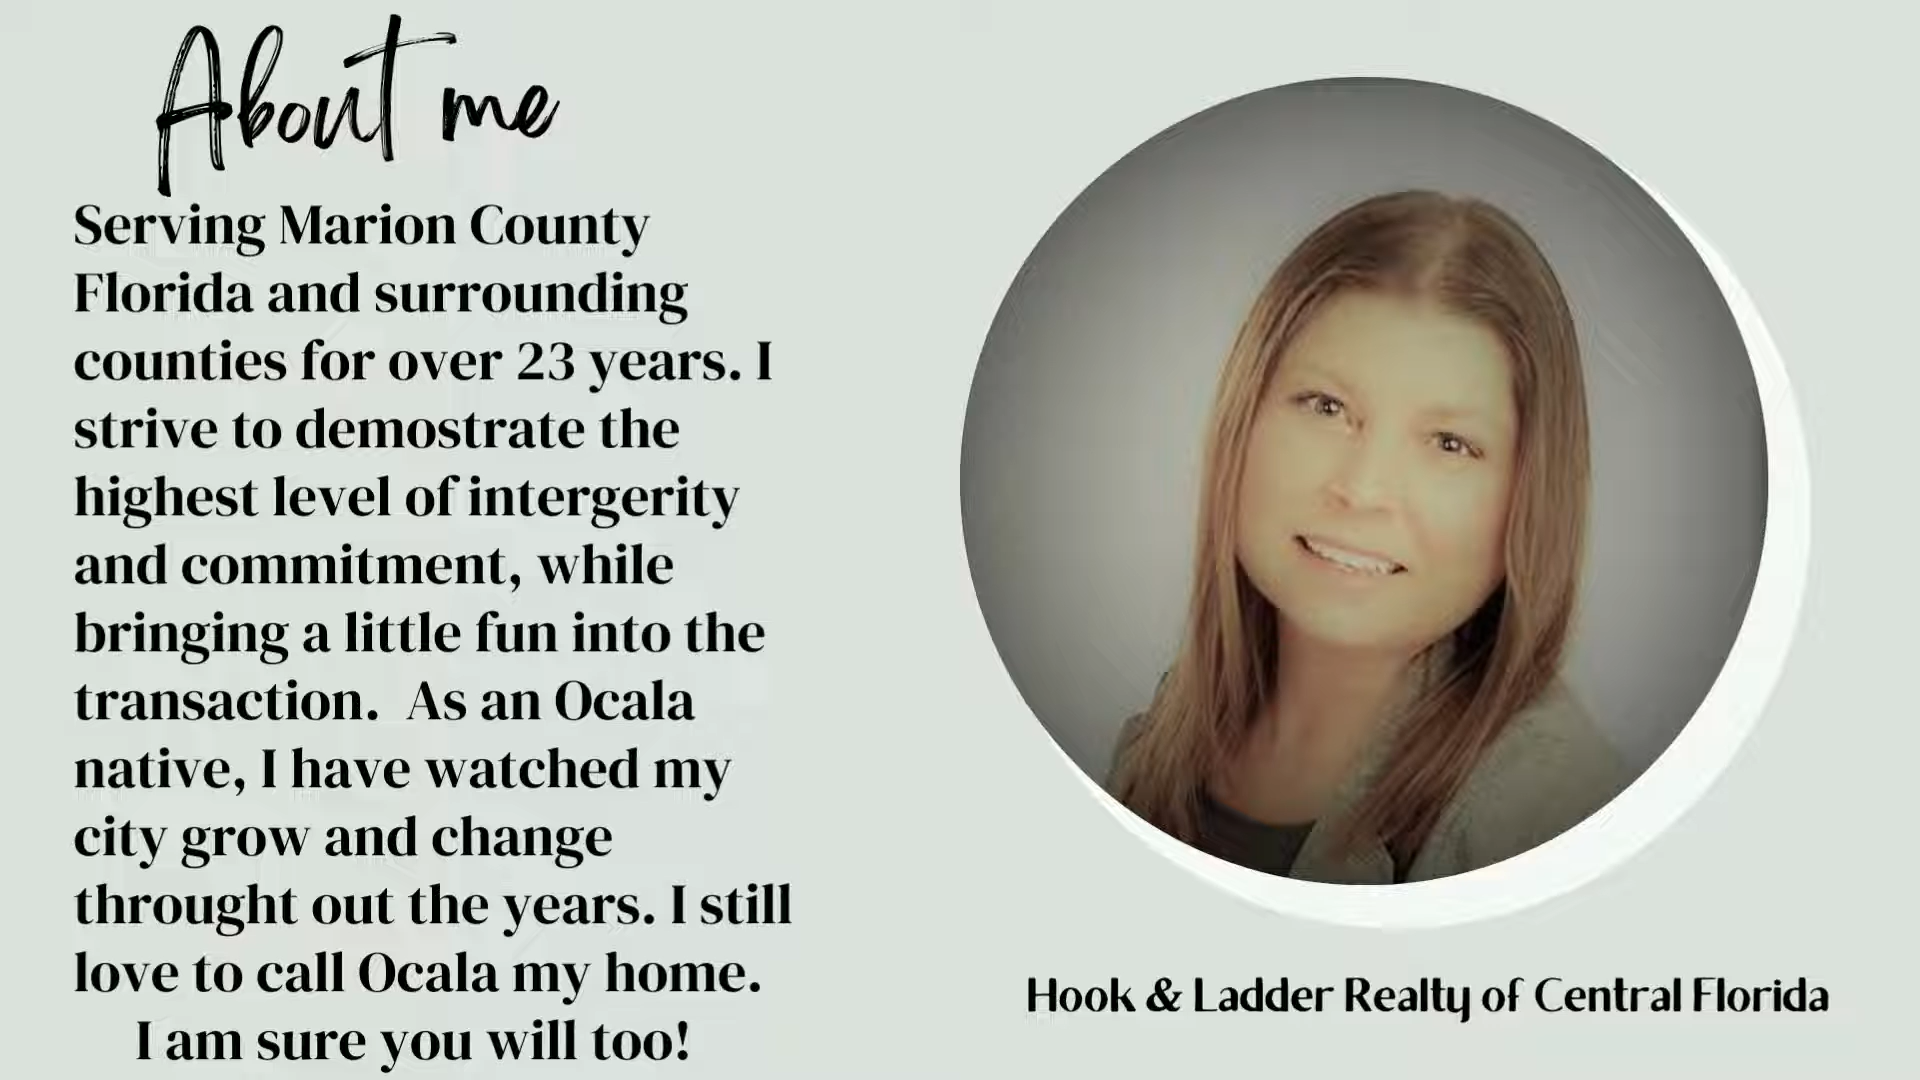 About me
Serving Marion County
Florida and surrounding
counties for over 23 years. I
strive to demostrate the
highest level of intergerity
and commitment, while
bringing a little fun into the
transaction.  As an Ocala
native, I have watched my
city grow and change
throught out the years. I still
love to call Ocala my home.
I am sure you will too!
Hook & Ladder Realty of Central Florida